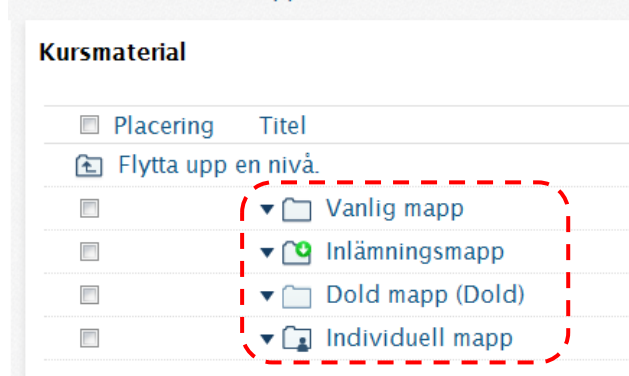 Kursmaterial
Placering Titel
Flytta upp en nivå.
Vanlig mapp
Inlämningsmapp
Dold mapp (Dold)
Individuell mapp